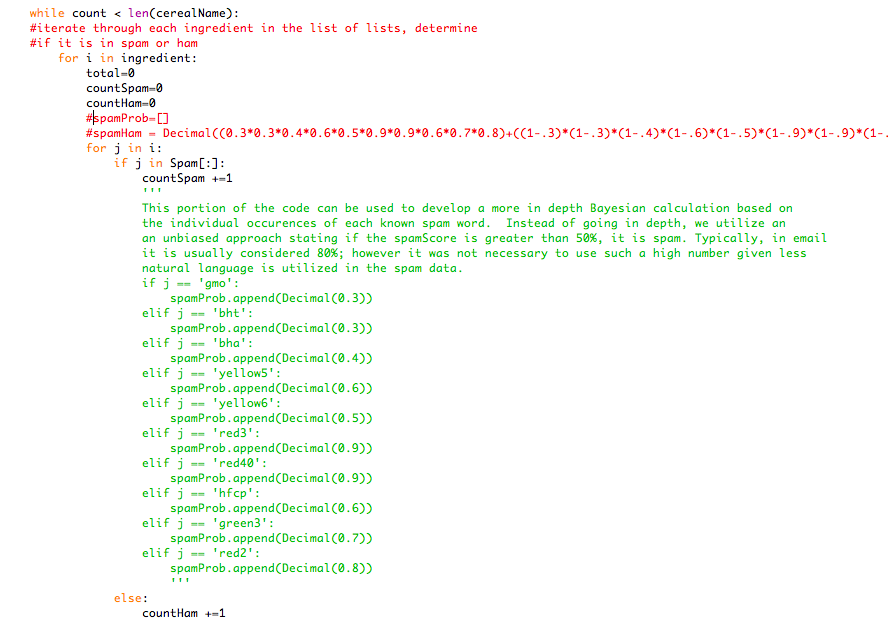 while count < len(cerealName):
#iterate through each ingredient in the list of lists, determine
#if it is in spam or ham
    for i in ingredient:
        total=0
        countSpam=0
        countHam=0
        #spamProb=[]
        #spamHam = Decimal((0.3*0.3*0.4*0.6*0.5*0.9*0.9*0.6*0.7*0.8)+((1-.3)*(1-.3)*(1-.4)*(1-.6)*(1-.5)*(1-.9)*(1-.9)*(1-.
        for j in i:
            if j in Spam[:]:
                countSpam +=1
                '''
                This portion of the code can be used to develop a more in depth Bayesian calculation based on
                the individual occurences of each known spam word.  Instead of going in depth, we utilize an
                an unbiased approach stating if the spamScore is greater than 50%, it is spam. Typically, in email
                it is usually considered 80%; however it was not necessary to use such a high number given less
                natural language is utilized in the spam data.
                if j == 'gmo':
                    spamProb.append(Decimal(0.3))
                elif j == 'bht':
                    spamProb.append(Decimal(0.3))
                elif j == 'bha':
                    spamProb.append(Decimal(0.4))
                elif j == 'yellow5':
                    spamProb.append(Decimal(0.6))
                elif j == 'yellow6':
                    spamProb.append(Decimal(0.5))
                elif j == 'red3':
                    spamProb.append(Decimal(0.9))
                elif j == 'red40':
                    spamProb.append(Decimal(0.9))
                elif j == 'hfcp':
                    spamProb.append(Decimal(0.6))
                elif j == 'green3':
                    spamProb.append(Decimal(0.7))
                elif j == 'red2':
                    spamProb.append(Decimal(0.8))
                    '''
            else:
                countHam +=1